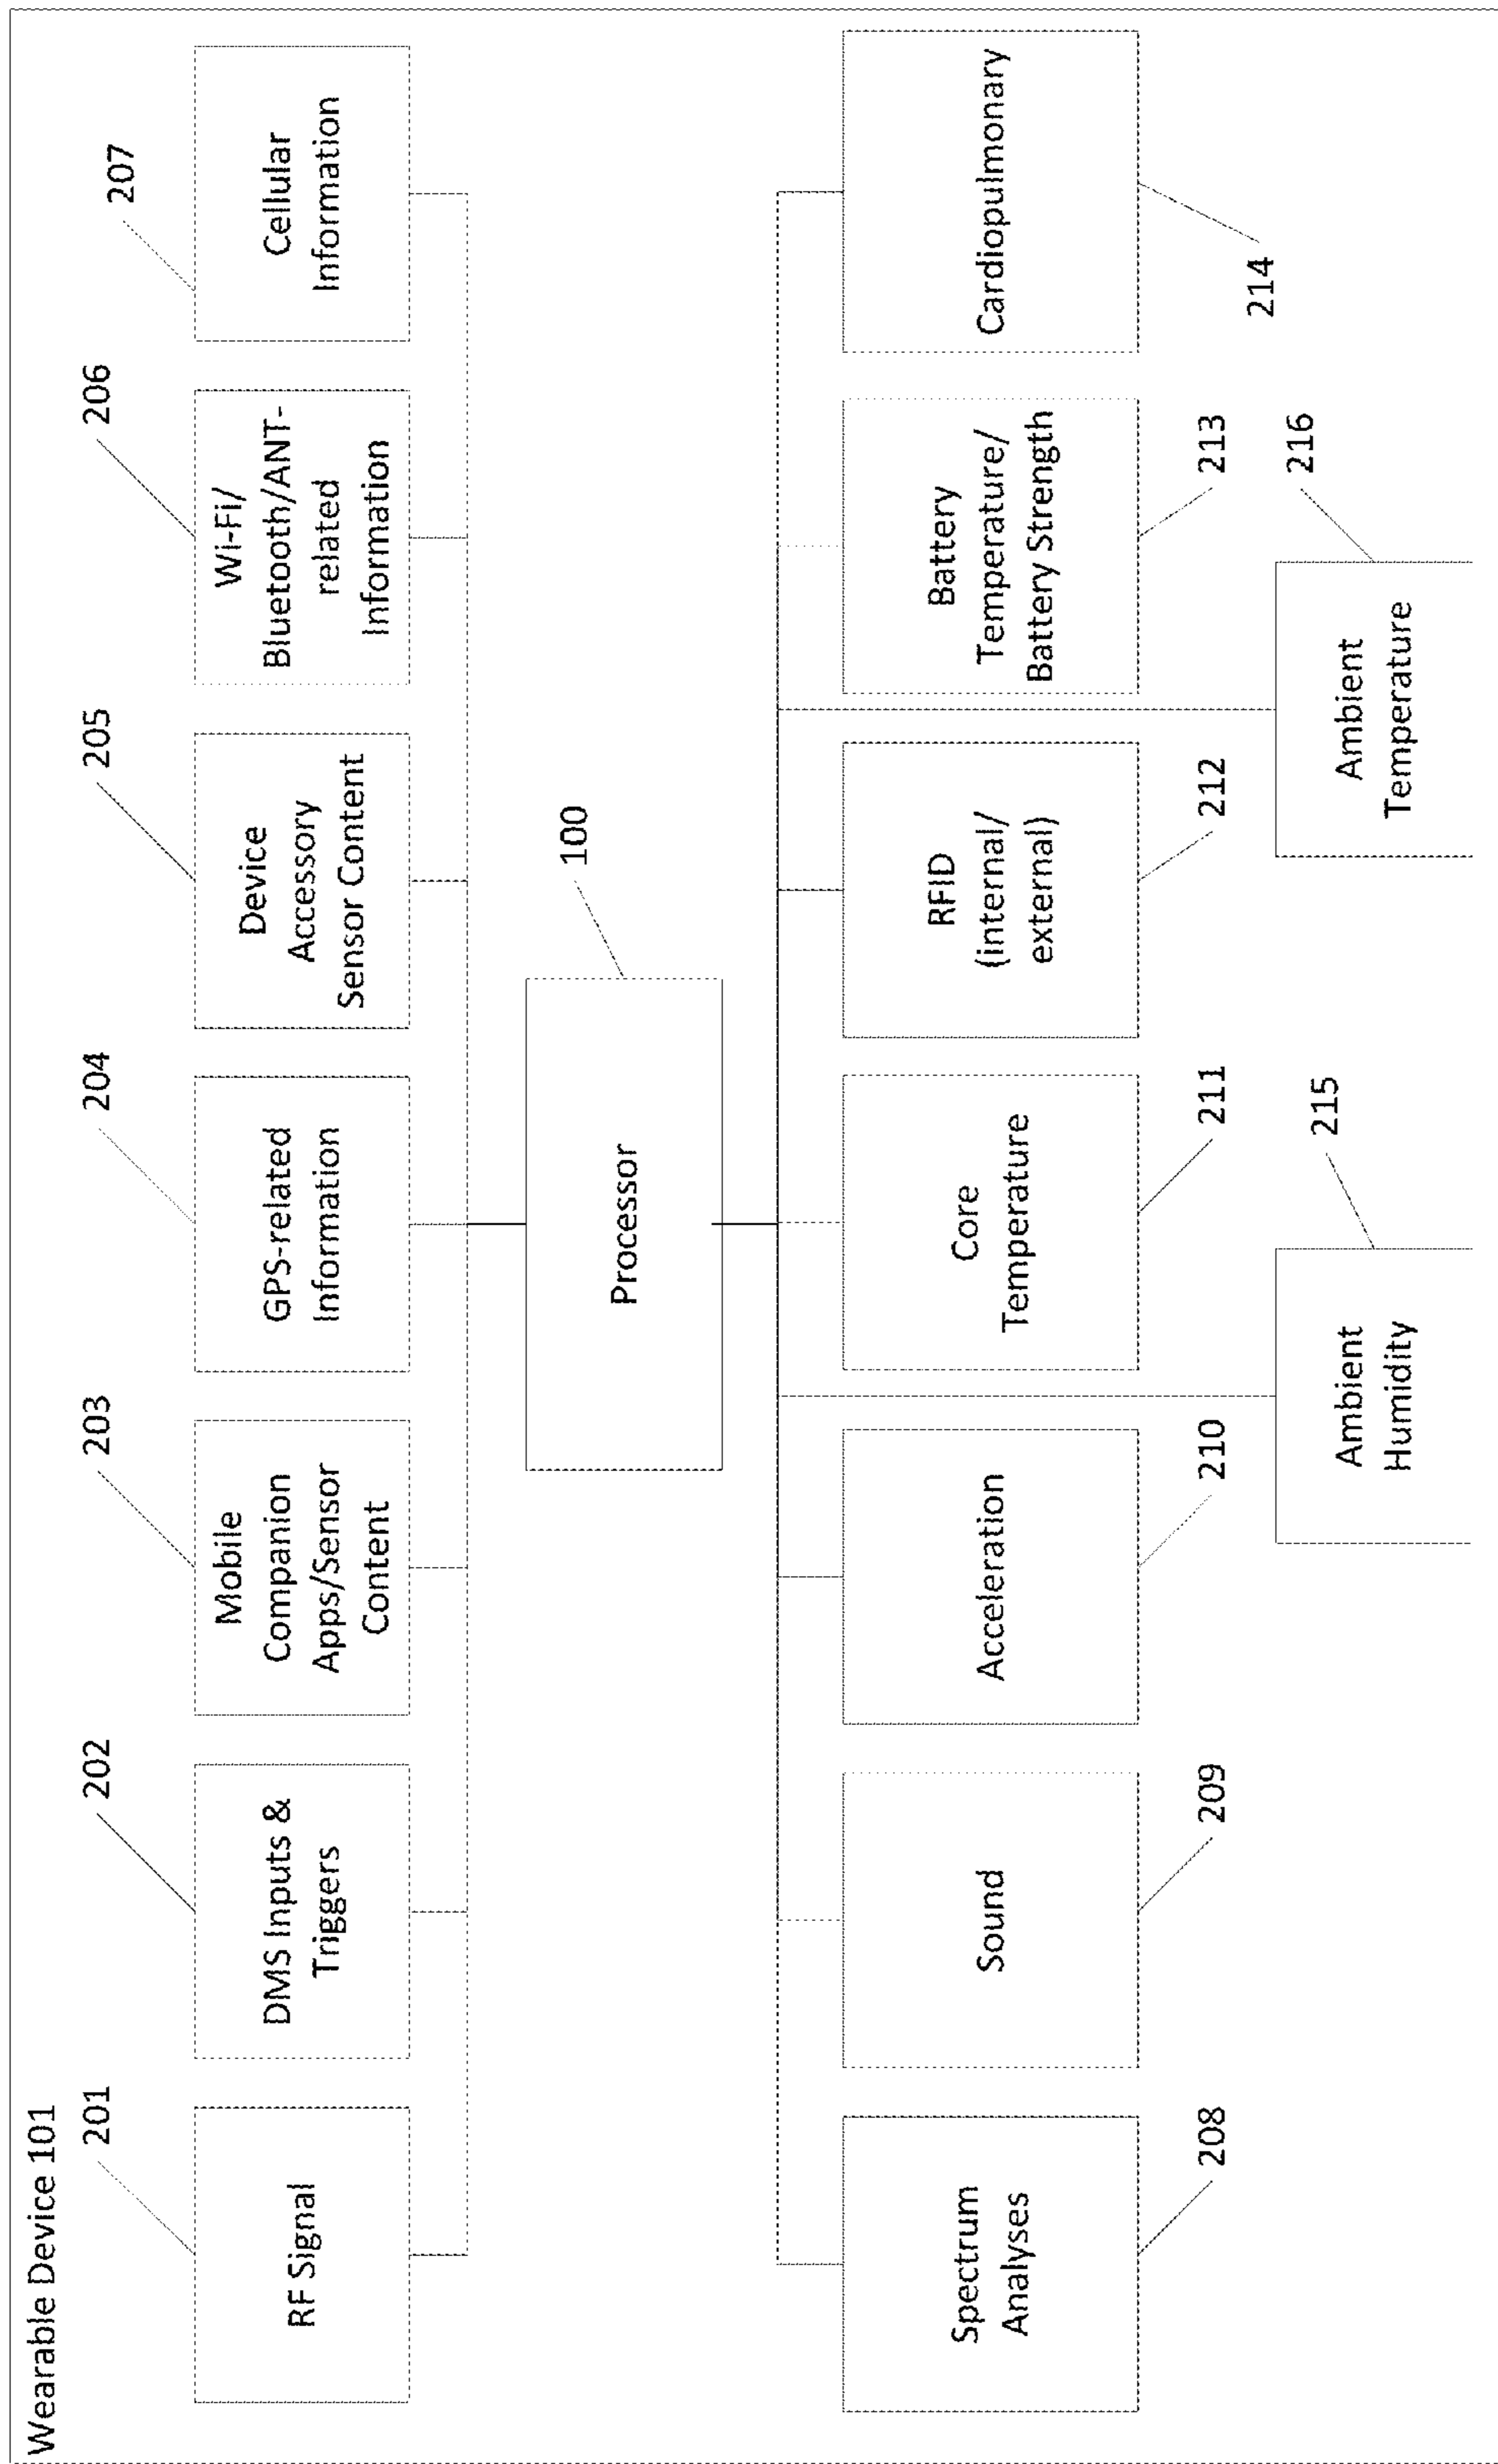 Wearable Device 101
201
202
203
204
205
206
207
RF Signal
DMS Inputs &
Triggers
Mobile
Companion
Apps/Sensor
Content
GPS-related
Information
Device
Accessory
Sensor Content
Wi-Fi/
Bluetooth/ANT-
related
Information
Cellular
Information
Processor
100
Spectrum
Analyses
Sound
Acceleration
Core
Temperature
RFID
(internal/
external)
Battery
Temperature/
Battery Strength
Cardiopulmonary
208
209
210
211
212
213
214
215
216
Ambient
Humidity
Ambient
Temperature